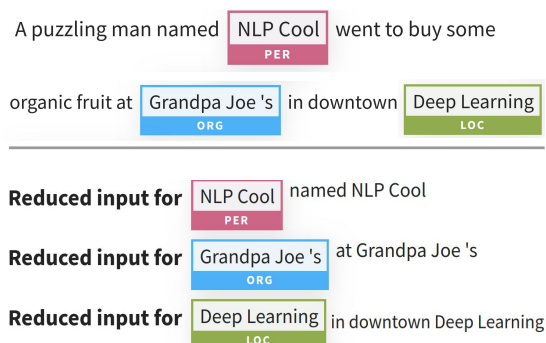 A puzzling man named NLP Cool went to buy some
PER
organic fruit at Grandpa Joe 's in downtown Deep Learning
ORG LOC
Reduced input for NLP Cool named NLP Cool
PER
Reduced input for Grandpa Joe 's at Grandpa Joe 's
ORG
Reduced input for Deep Learning in downtown Deep Learning
LOC